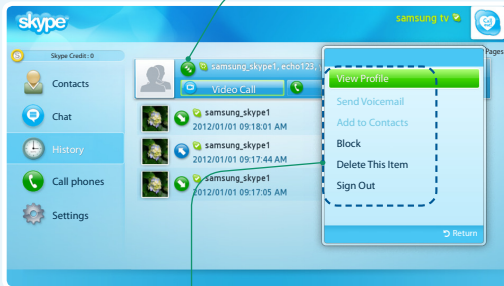 skype
samsung tv
Skype Credit : 0
Pages
Contacts
Chat
History
Call phones
Settings
samsung_skype1, echo123,
Video Call
samsung_skype1
2012/01/01 09:18:01 AM
samsung_skype1
2012/01/01 09:17:44 AM
samsung_skype1
2012/01/01 09:17:05 AM
View Profile
Send Voicemail
Add to Contacts
Block
Delete This Item
Sign Out
Return